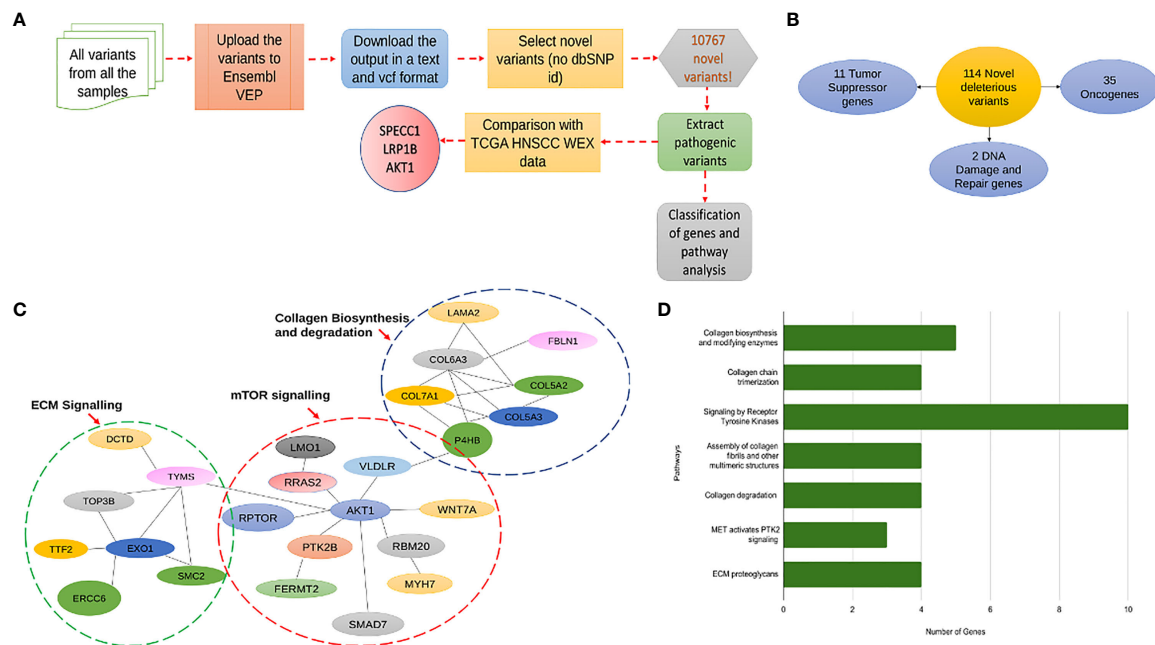 A
All variants
from all the
samples
Upload the
variants to
Ensembl
VEP
Download the
output in a text
and vcf format
Select novel
variants (no dbSNP
id)
10767
novel
variants!
SPECC1
LRP1B
AKT1
Comparison with
TCGA HNSCC WEX
data
Extract
pathogenic
variants
Classification
of genes and
pathway
analysis
B
11 Tumor
Suppressor
genes
114 Novel
deleterious
variants
35
Oncogenes
2 DNA
Damage and
Repair genes
C
Collagen Biosynthesis
and degradation
LAMA2
FBLN1
COL6A3
COL7A1
COL5A2
COL5A3
P4HB
mTOR signalling
LMO1
RRAS2
VLDLR
RPTOR
AKT1
WNT7A
PTK2B
RBM20
FERMT2
MYH7
SMAD7
ECM Signalling
DCTD
TYMS
TOP3B
TTF2
EXO1
SMC2
ERCC6
D
Pathways
Collagen biosynthesis
and modifying enzymes
Collagen chain
trimerization
Signaling by Receptor
Tyrosine Kinases
Assembly of collagen
fibrils and other
multimeric structures
Collagen degradation
MET activates PTK2
signaling
ECM proteoglycans
0 2 4 6 8 10
Number of Genes